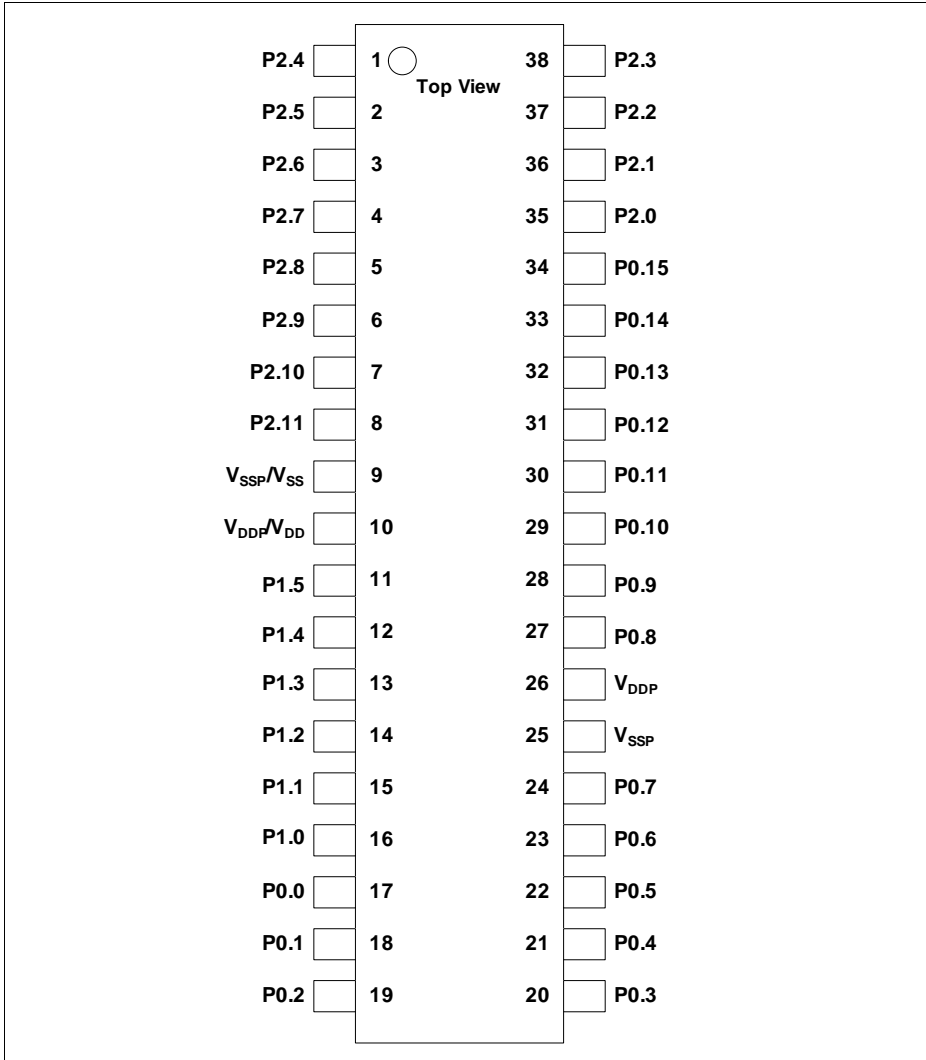 P2.4 1 38 P2.3
Top View
P2.5 2 37 P2.2
P2.6 3 36 P2.1
P2.7 4 35 P2.0
P2.8 5 34 P0.15
P2.9 6 33 P0.14
P2.10 7 32 P0.13
P2.11 8 31 P0.12
VSSP/VSS 9 30 P0.11
VDDP/VDD 10 29 P0.10
P1.5 11 28 P0.9
P1.4 12 27 P0.8
P1.3 13 26 VDDP
P1.2 14 25 VSSP
P1.1 15 24 P0.7
P1.0 16 23 P0.6
P0.0 17 22 P0.5
P0.1 18 21 P0.4
P0.2 19 20 P0.3